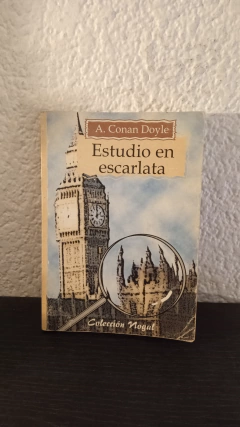 A. Conan Doyle
Estudio en
escarlata
Colección Nogal